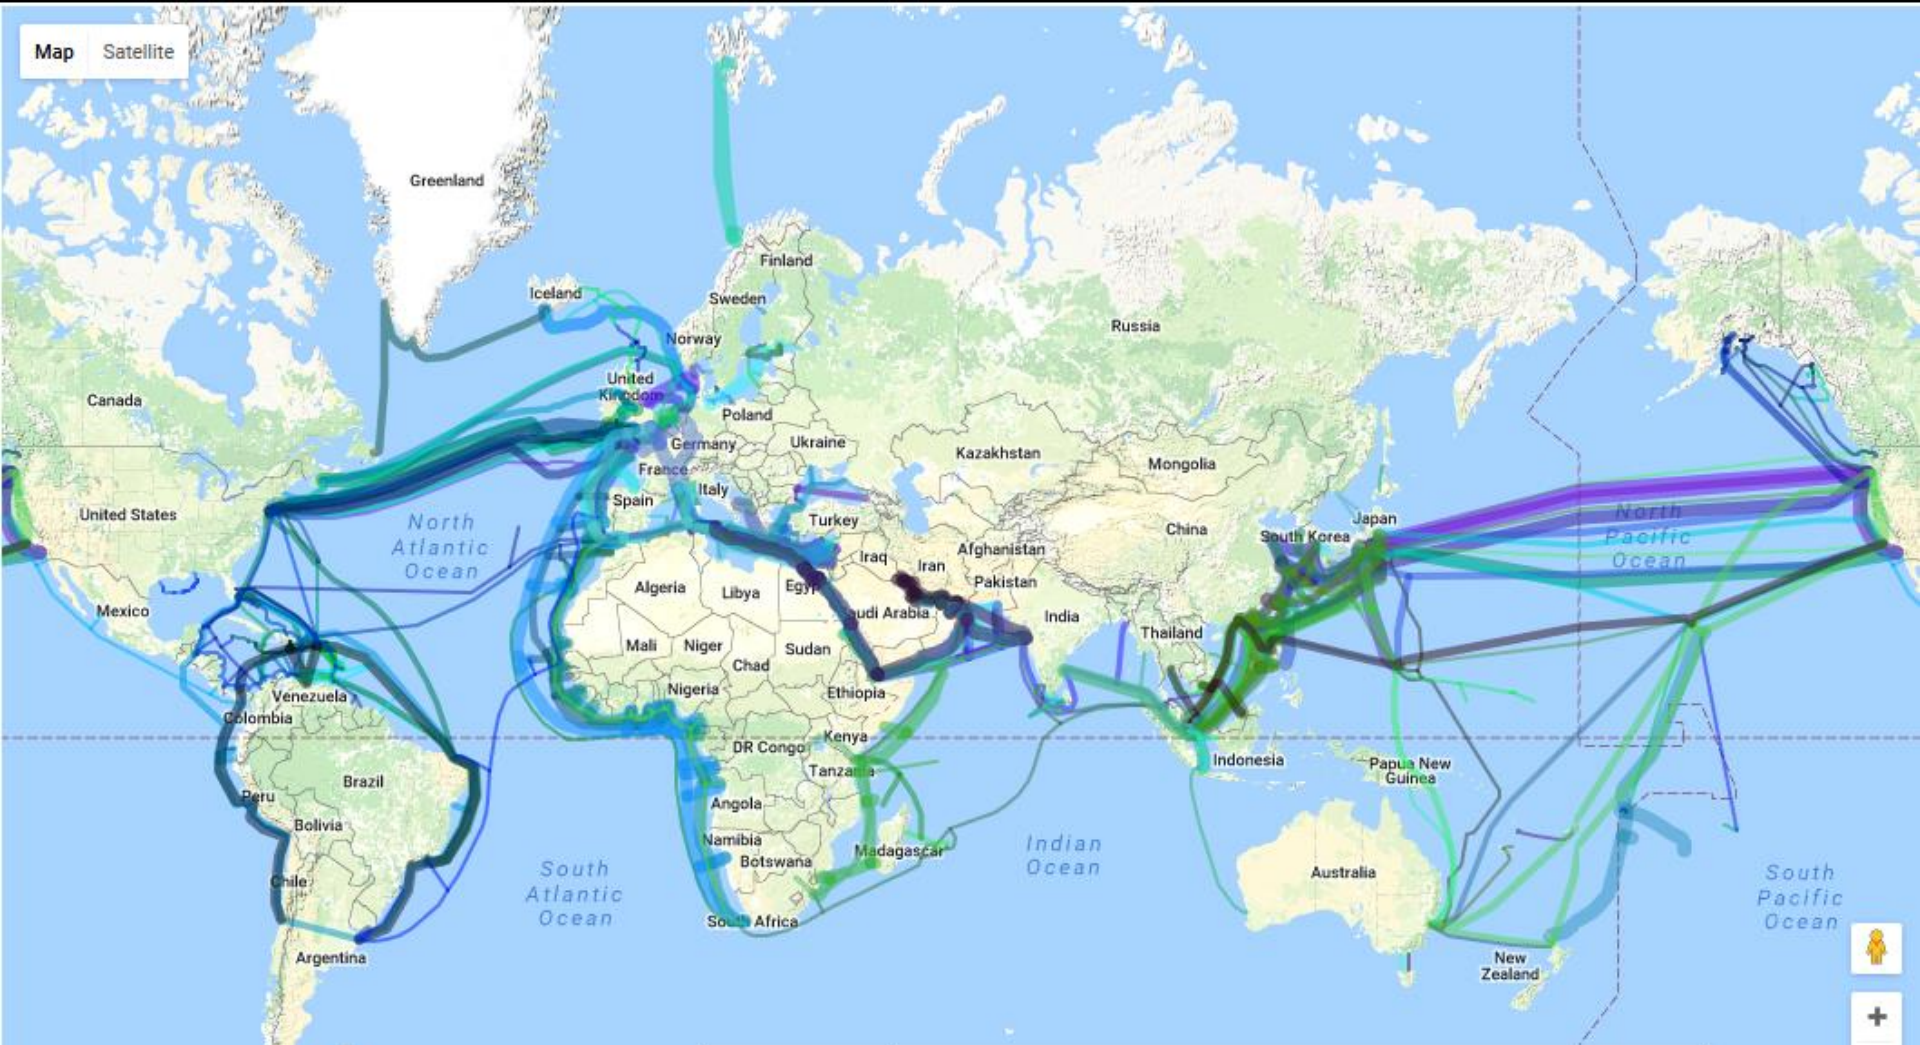 Map Satellite
Greenland
Finland
Iceland
Sweden
Russia
Norway
United
Kingdom
Canada
Poland
Germany
Ukraine
Kazakhstan
Mongolia
France
Italy
Spain
United States
North
Atlantic
Ocean
Turkey
China
Japan
South Korea
North
Pacific
Ocean
Iraq
Iran
Afghanistan
Pakistan
Algeria
Libya
Egyp
Mexico
audi Arabia
India
Thailand
Mali
Niger
Chad
Sudan
Venezuela
Nigeria
Ethiopia
Colombia
DR Congo
Kenya
Tanzania
Indonesia
Papua New
Guinea
Brazil
Peru
Angola
Bolivia
Namibia
Botswana
Madagascar
Indian
Ocean
Chile
Australia
South
Atlantic
Ocean
South
Pacific
Ocean
South Africa
Argentina
New
Zealand
+